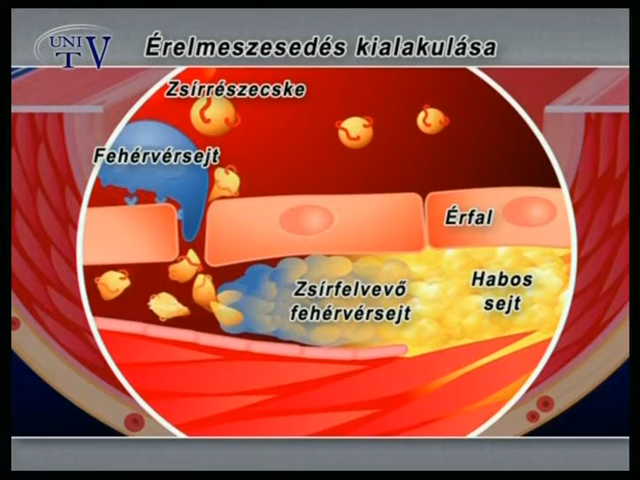 UNI TV
Érelmeszesedés kialakulása
Zsírrészecske
Fehérvérsejt
Érfal
Zsírfelvevő
fehérvérsejt
Habos
sejt